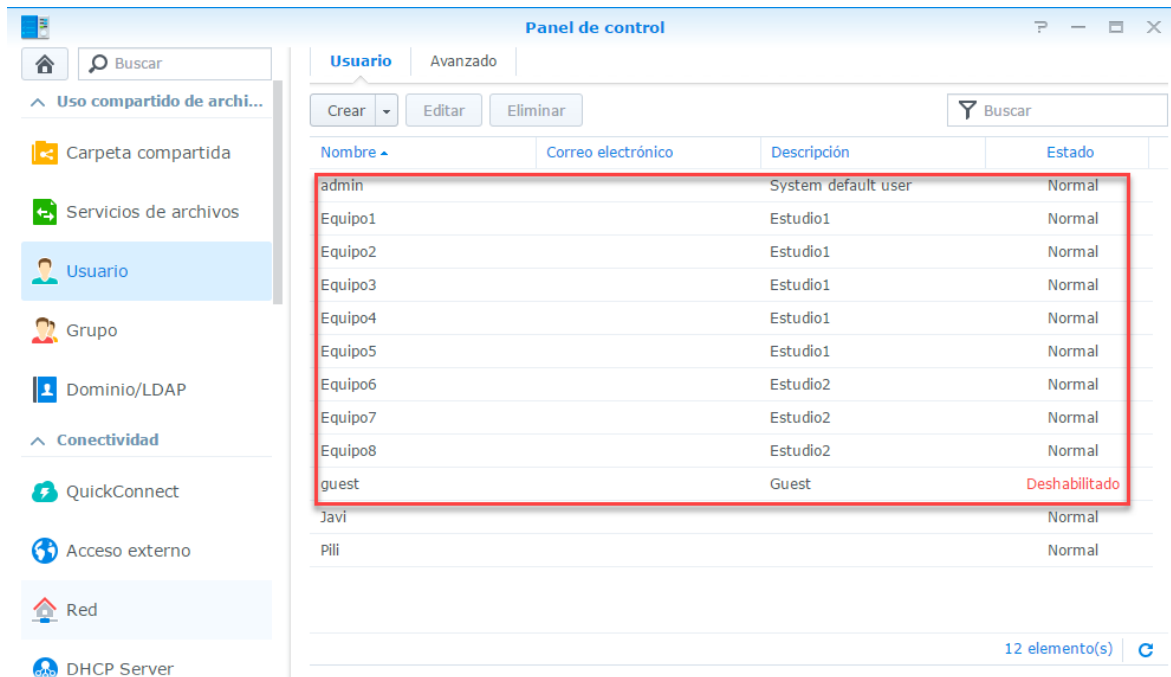 Panel de control
Buscar
Usuario Avanzado
Uso compartido de archi...
Crear Editar Eliminar Buscar
Nombre Correo electrónico Descripción Estado
Carpeta compartida
admin System default user Normal
Servicios de archivos
Equipo1 Estudio1 Normal
Equipo2 Estudio1 Normal
Usuario
Equipo3 Estudio1 Normal
Equipo4 Estudio1 Normal
Grupo
Equipo5 Estudio1 Normal
Equipo6 Estudio2 Normal
Dominio/LDAP
Equipo7 Estudio2 Normal
Conectividad
Equipo8 Estudio2 Normal
QuickConnect
guest Guest Deshabilitado
Javi Normal
Acceso externo
Pili Normal
Red
12 elemento(s)
DHCP Server